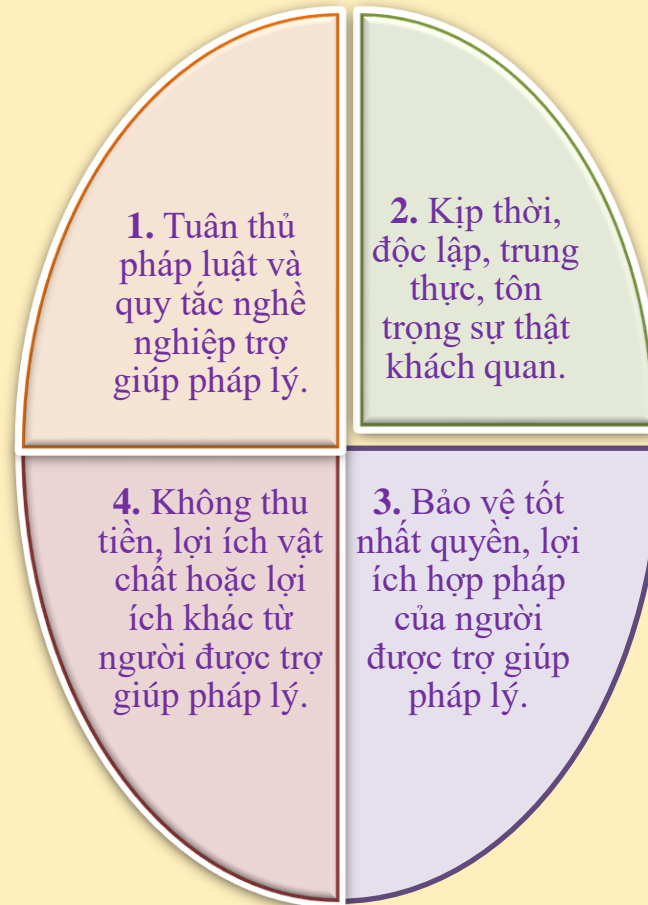 1. Tuân thủ
pháp luật và
quy tắc nghề
nghiệp trợ
giúp pháp lý.
2. Kịp thời,
độc lập, trung
thực, tôn
trọng sự thật
khách quan.
4. Không thu
tiền, lợi ích vật
chất hoặc lợi
ích khác từ
người được trợ
giúp pháp lý.
3. Bảo vệ tốt
nhất quyền, lợi
ích hợp pháp
của người
được trợ giúp
pháp lý.